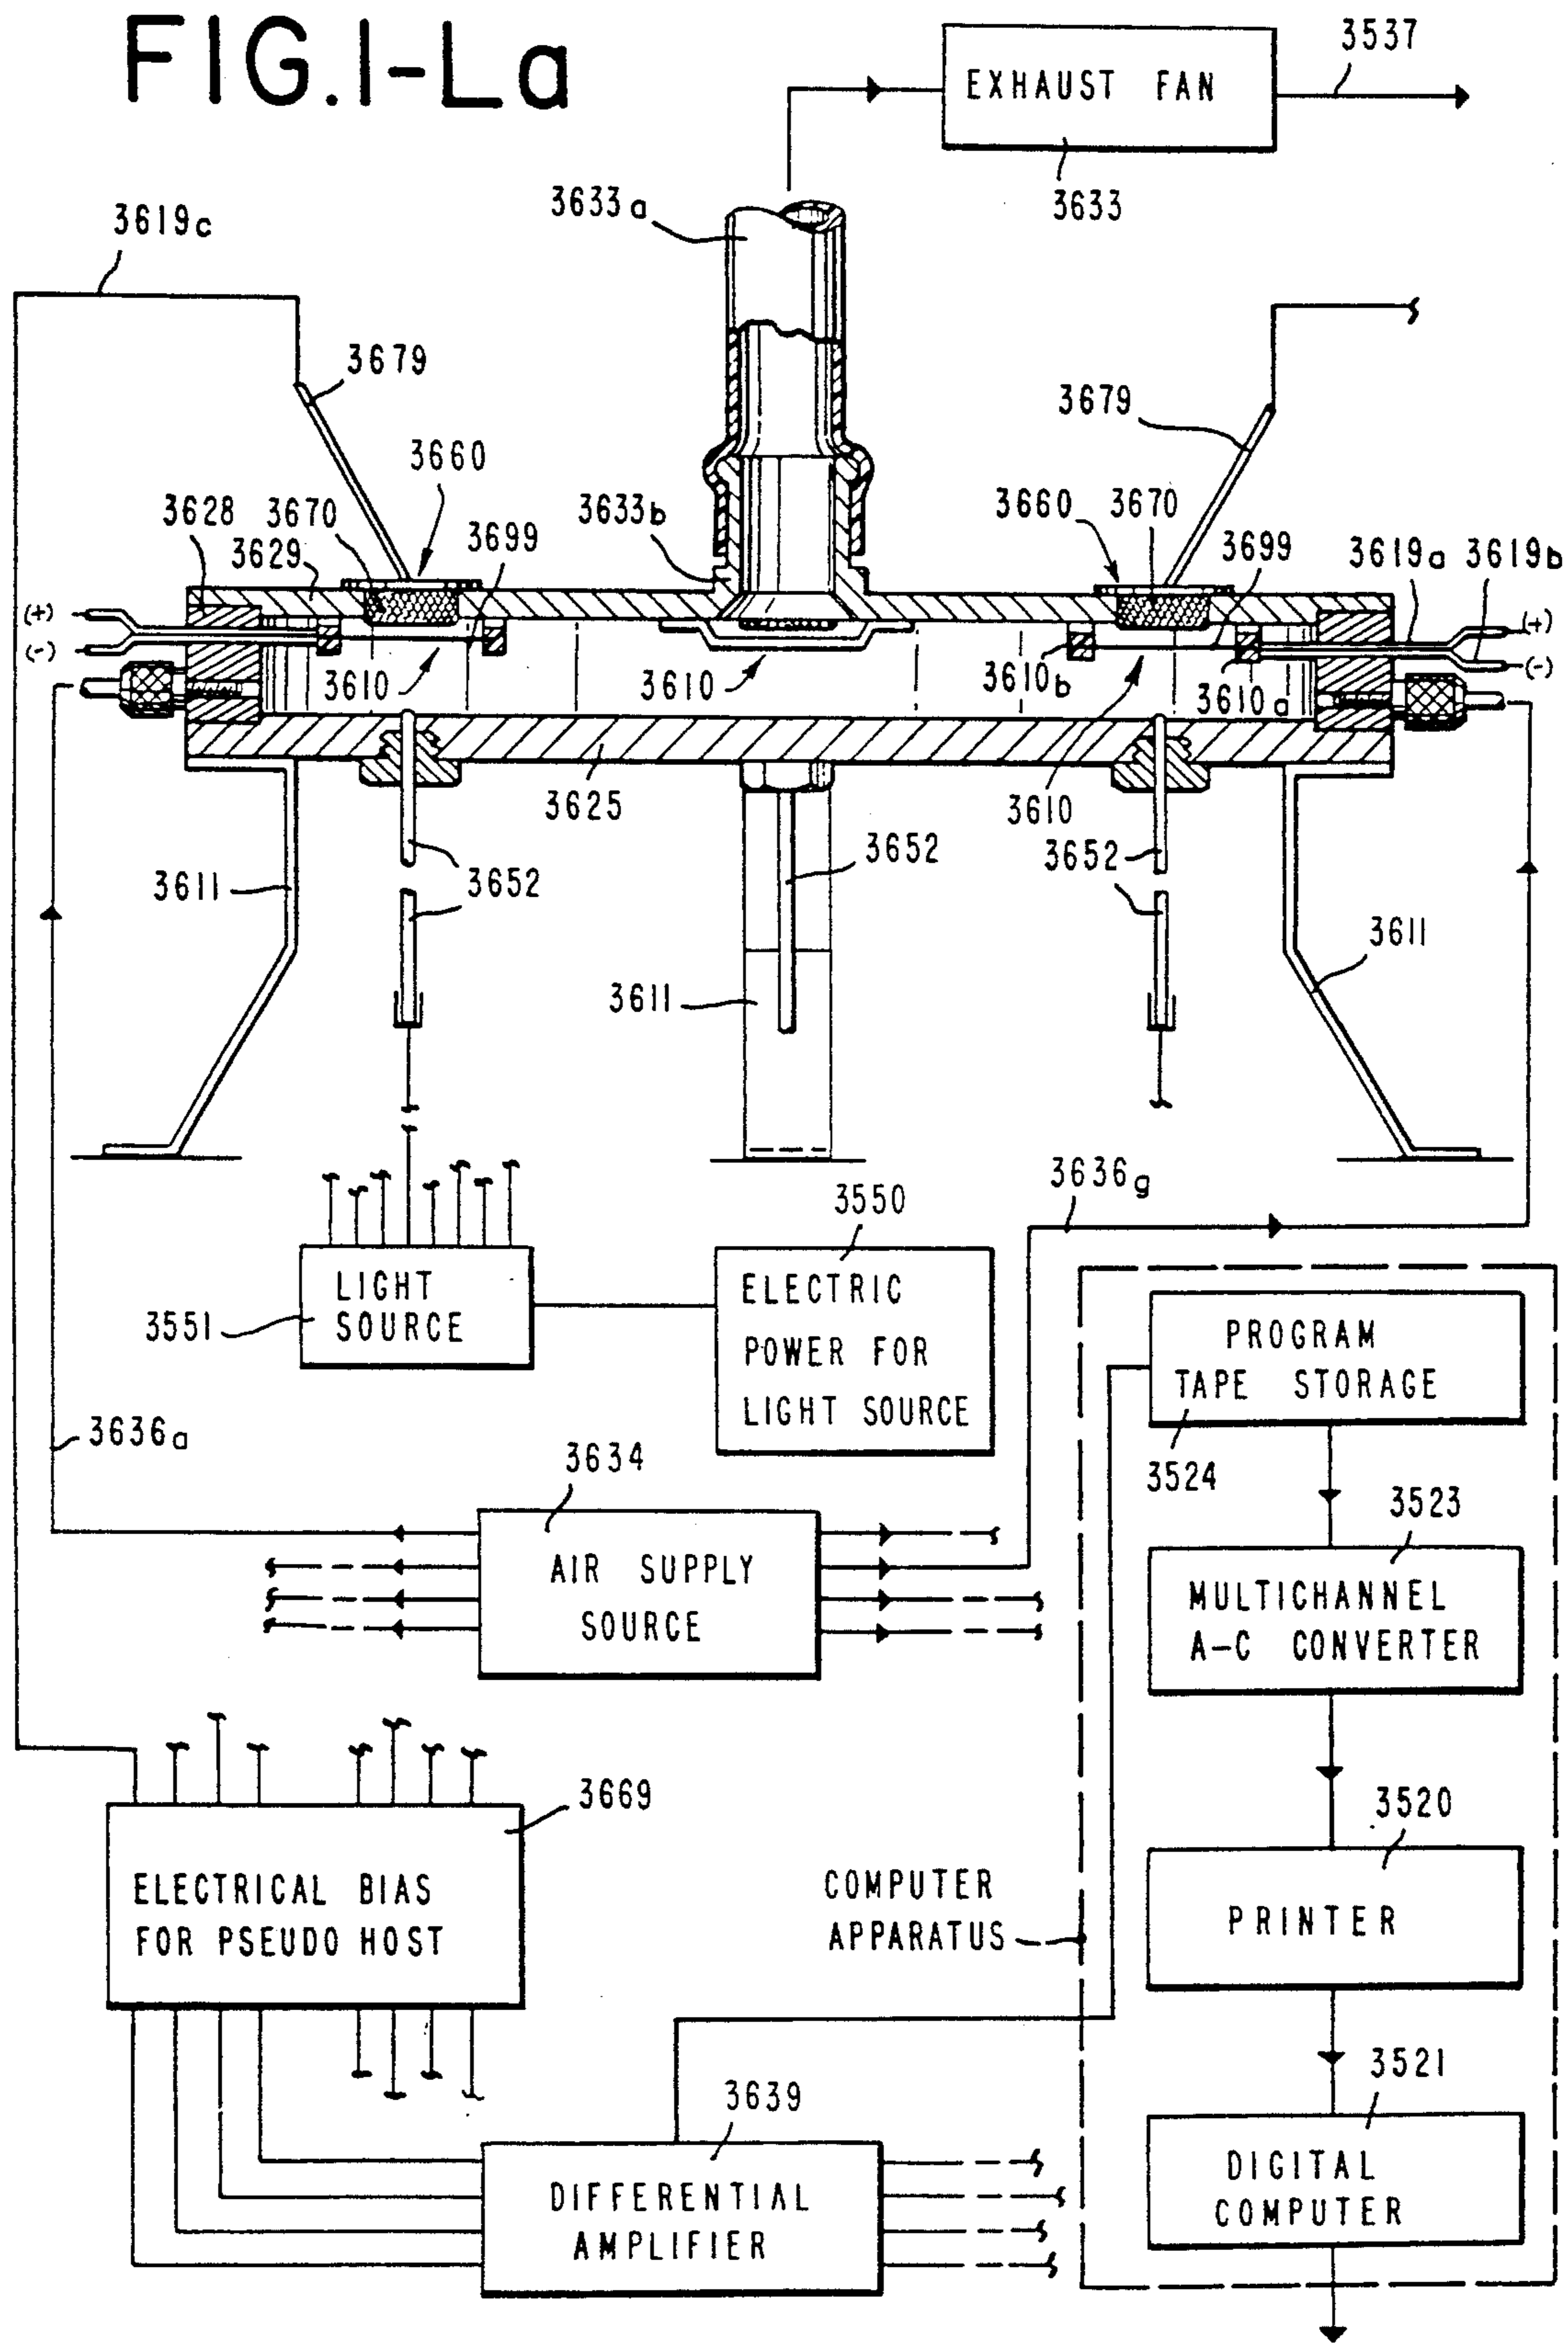 FIG.I-La
3537
EXHAUST FAN
3633
3633a
3619c
3679
3679
3660
3628
3670
3629
3699
3633b
3660
3670
3699
3619a
3619b
(+)
(-)
(+)
(-)
3610
3610
3610b
3610a
3610
3625
3652
3652
3652
3611
3611
3611
3636g
3550
LIGHT
SOURCE
3551
ELECTRIC
POWER FOR
LIGHT SOURCE
PROGRAM
TAPE STORAGE
3524
3636a
3634
AIR SUPPLY
SOURCE
3523
MULTICHANNEL
A-C CONVERTER
3669
ELECTRICAL BIAS
FOR PSEUDO HOST
3520
PRINTER
COMPUTER
APPARATUS
3639
DIFFERENTIAL
AMPLIFIER
3521
DIGITAL
COMPUTER